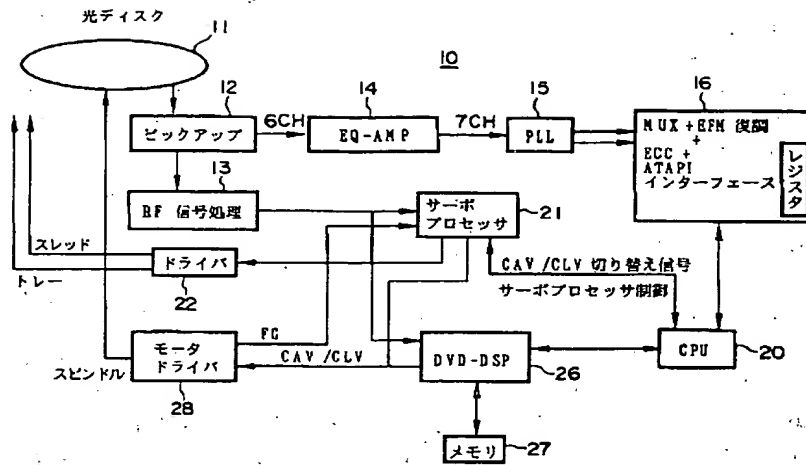 光ディスク
11
10
12
ピックアップ
6CH
14
EQ-AMP
7CH
15
PLL
16
MUX+EFM 復調
+
ECC +
ATAPI
インターフェース
レジスタ
13
RF 信号処理
サーボ
プロセッサ
21
スレッド
トレー
ドライバ
22
CAV/CLV 切り替え信号
サーボプロセッサ制御
FG
CAV/CLV
スピンドル
モータ
ドライバ
28
DVD-DSP
26
CPU
20
メモリ
27